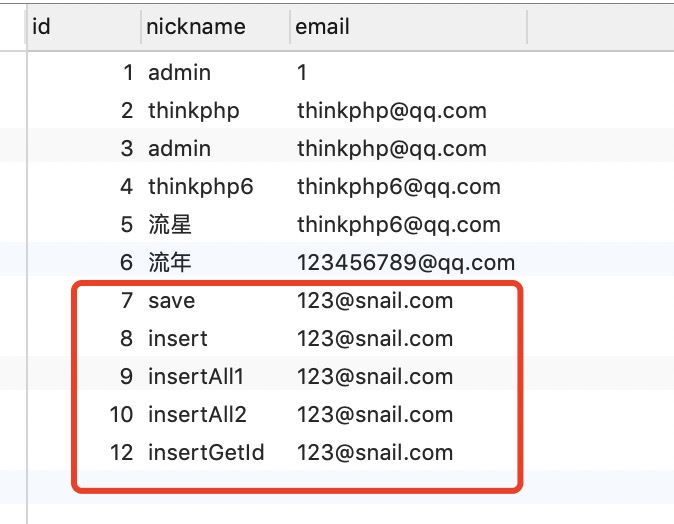 id nickname email
1 admin 1
2 thinkphp thinkphp@qq.com
3 admin thinkphp@qq.com
4 thinkphp6 thinkphp6@qq.com
5 流星 thinkphp6@qq.com
6 流年 123456789@qq.com
7 save 123@snail.com
8 insert 123@snail.com
9 insertAll1 123@snail.com
10 insertAll2 123@snail.com
12 insertGetId 123@snail.com